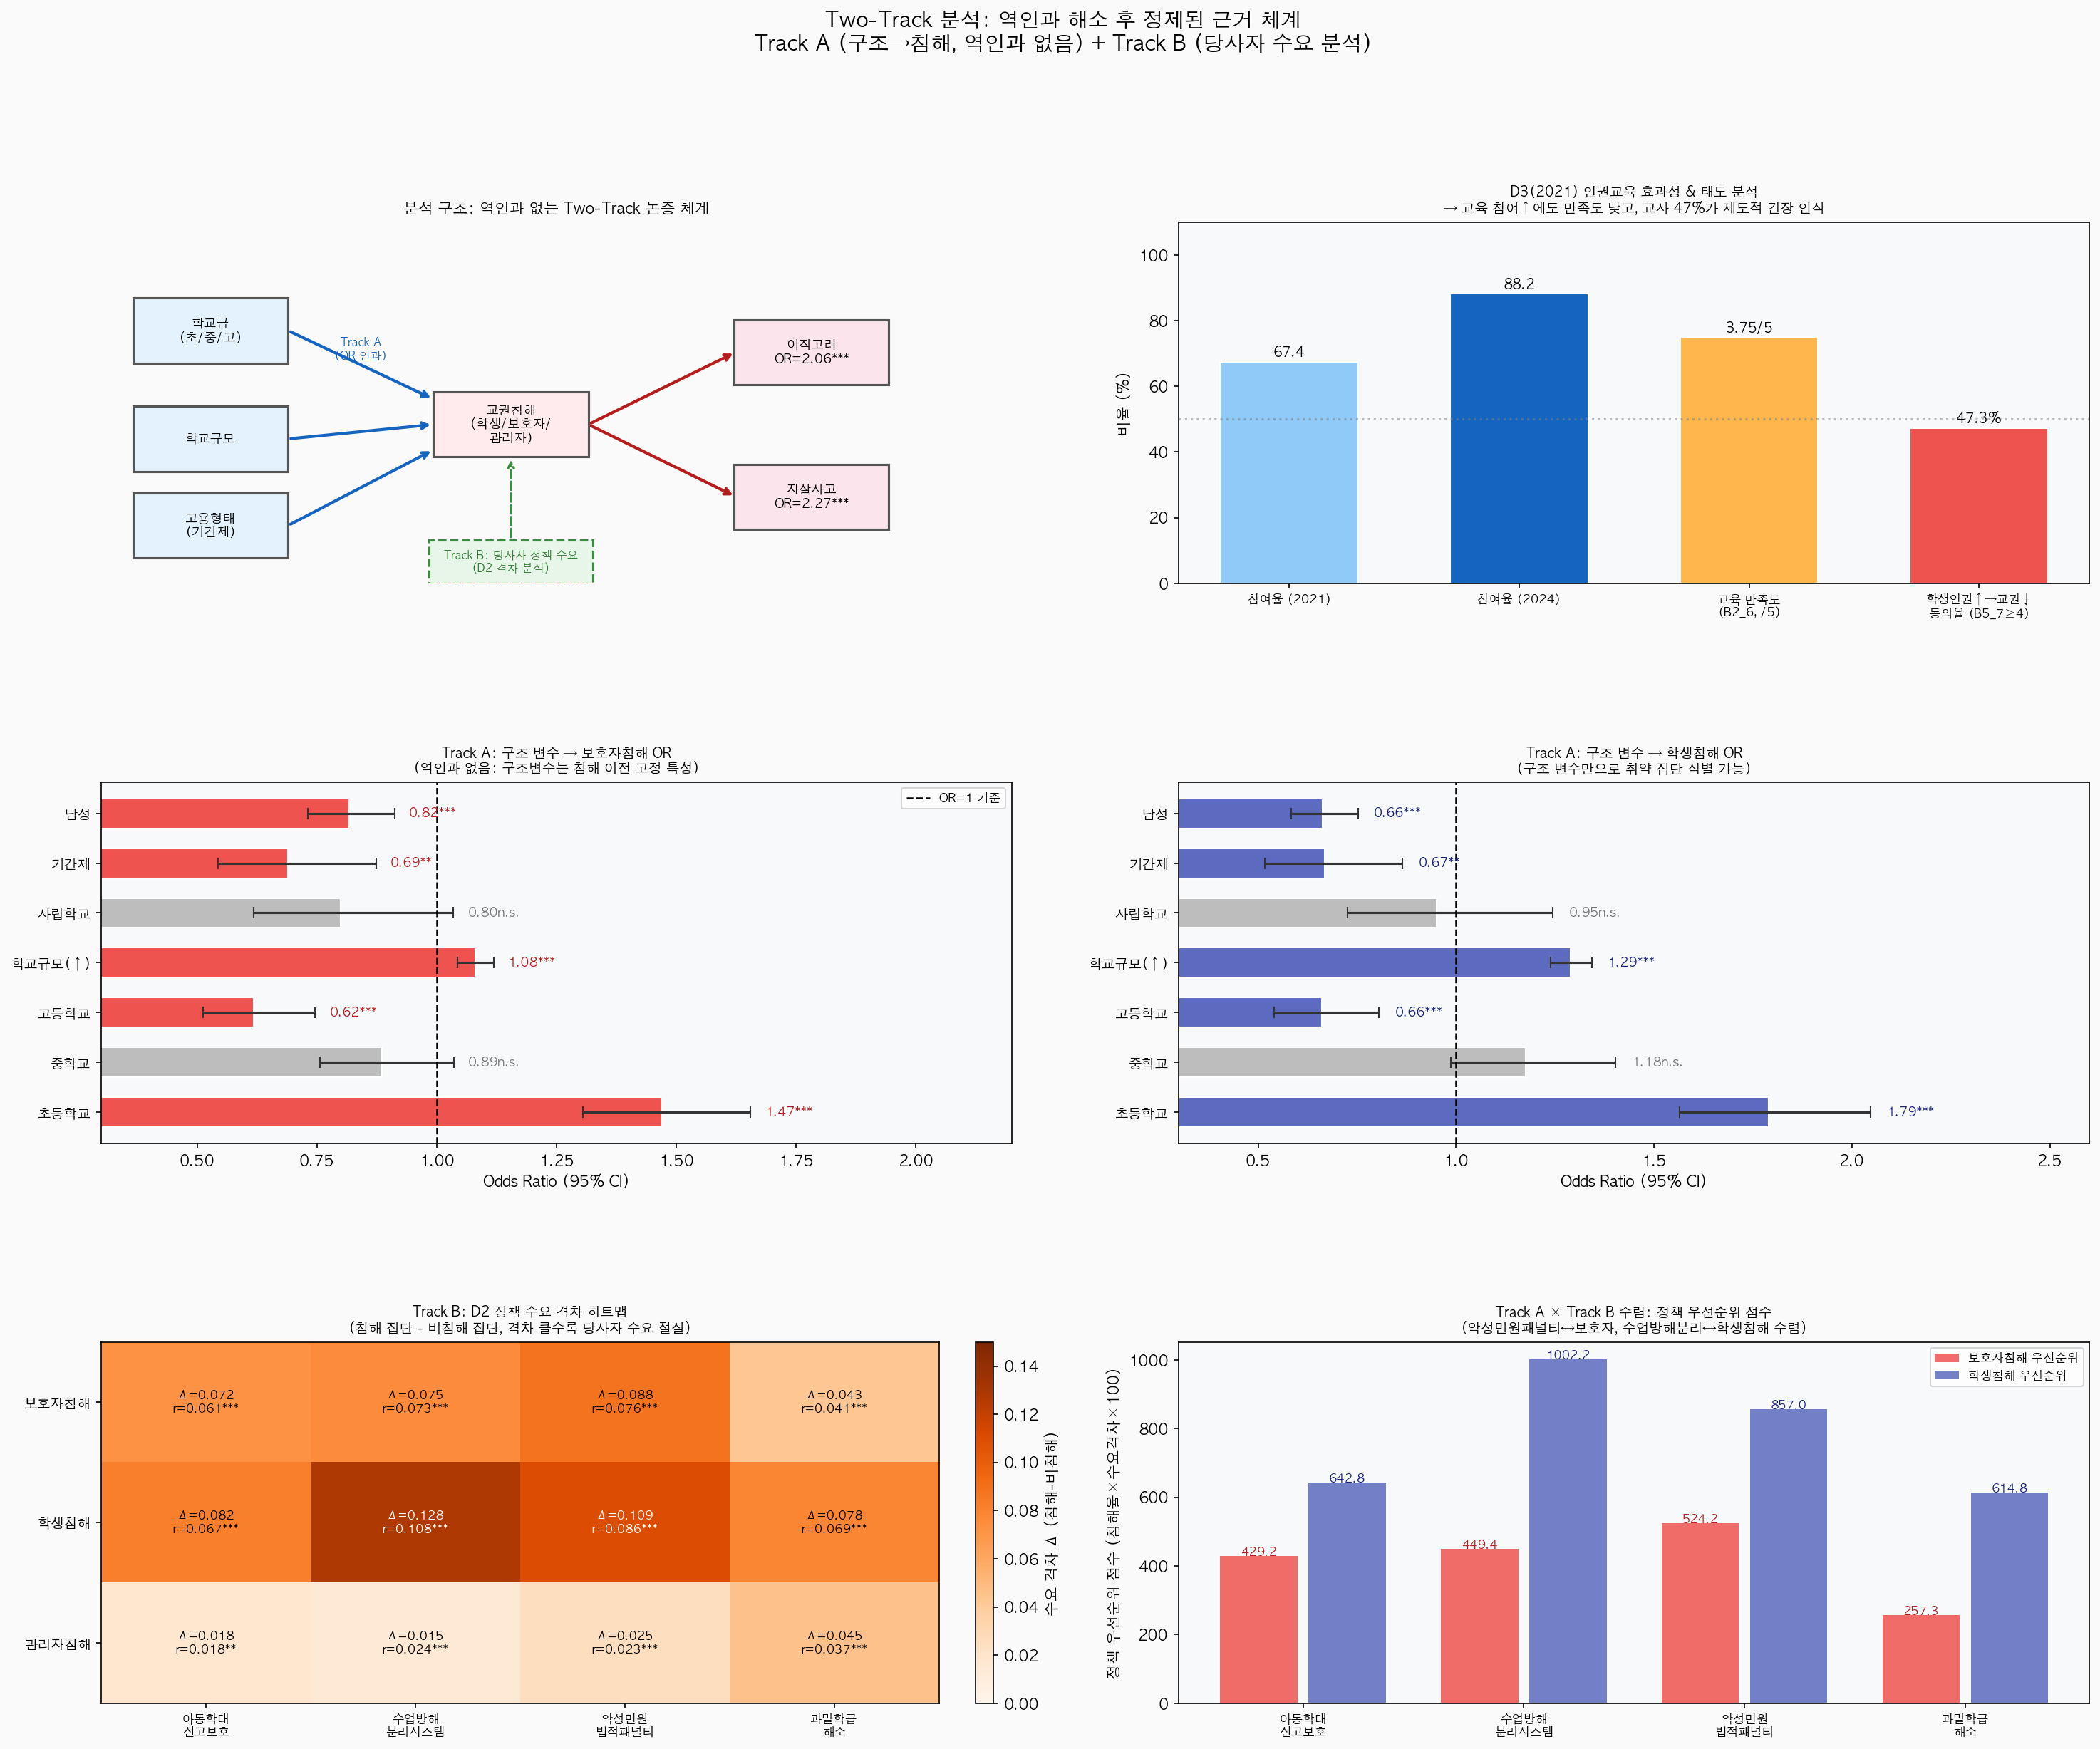 Two-Track 분석: 역인과 해소 후 정제된 근거 체계
Track A (구조→침해, 역인과 없음) + Track B (당사자 수요 분석)
분석 구조: 역인과 없는 Two-Track 논증 체계
학교급
(초/중/고)
Track A
(OR 인과)
학교규모
고용형태
(기간제)
교권침해
(학생/보호자/
관리자)
이직고려
OR=2.06***
자살사고
OR=2.27***
Track B: 당사자 정책 수요
(D2 격차 분석)
D3(2021) 인권교육 효과성 & 태도 분석
→ 교육 참여↑에도 만족도 낮고, 교사 47%가 제도적 긴장 인식
비율 (%)
100
80
60
40
20
0
67.4
88.2
3.75/5
47.3%
참여율 (2021)
참여율 (2024)
교육 만족도
(B2_6, /5)
학생인권↑→교권↓
동의율 (B5_7≥4)
Track A: 구조 변수 → 보호자침해 OR
(역인과 없음: 구조변수는 침해 이전 고정 특성)
OR=1 기준
남성
0.82***
기간제
0.69**
사립학교
0.80n.s.
학교규모(↑)
1.08***
고등학교
0.62***
중학교
0.89n.s.
초등학교
1.47***
0.50 0.75 1.00 1.25 1.50 1.75 2.00
Odds Ratio (95% CI)
Track A: 구조 변수 → 학생침해 OR
(구조 변수만으로 취약 집단 식별 가능)
남성
0.66***
기간제
0.67**
사립학교
0.95n.s.
학교규모(↑)
1.29***
고등학교
0.66***
중학교
1.18n.s.
초등학교
1.79***
0.5 1.0 1.5 2.0 2.5
Odds Ratio (95% CI)
Track B: D2 정책 수요 격차 히트맵
(침해 집단 - 비침해 집단, 격차 클수록 당사자 수요 절실)
보호자침해
Δ=0.072
r=0.061***
Δ=0.075
r=0.073***
Δ=0.088
r=0.076***
Δ=0.043
r=0.041***
학생침해
Δ=0.082
r=0.067***
Δ=0.128
r=0.108***
Δ=0.109
r=0.086***
Δ=0.078
r=0.069***
관리자침해
Δ=0.018
r=0.018**
Δ=0.015
r=0.024***
Δ=0.025
r=0.023***
Δ=0.045
r=0.037***
아동학대
신고보호
수업방해
분리시스템
악성민원
법적패널티
과밀학급
해소
0.14
0.12
0.10
0.08
0.06
0.04
0.02
0.00
수요 격차 Δ (침해-비침해)
Track A × Track B 수렴: 정책 우선순위 점수
(악성민원패널티↔보호자, 수업방해분리↔학생침해 수렴)
보호자침해 우선순위
학생침해 우선순위
정책 우선순위 점수 (침해율×수요격차×100)
1000
800
600
400
200
0
429.2
642.8
449.4
1002.2
524.2
857.0
257.3
614.8
아동학대
신고보호
수업방해
분리시스템
악성민원
법적패널티
과밀학급
해소